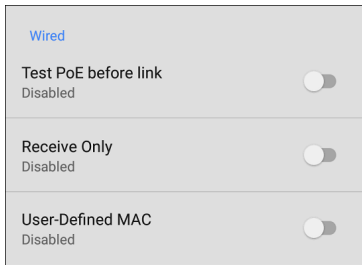 Wired
Test PoE before link
Disabled
Receive Only
Disabled
User-Defined MAC
Disabled